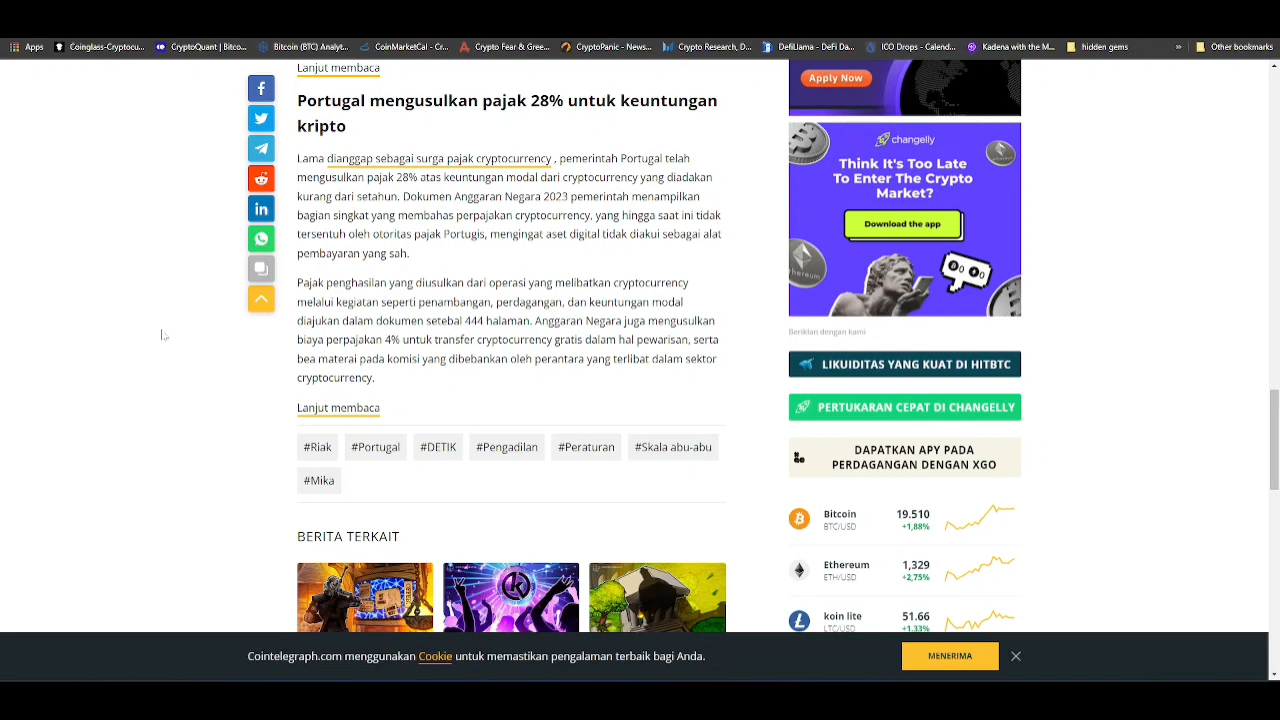 Apps
Coinglass-Cryptocu...
CryptoQuant | Bitco...
Bitcoin (BTC) Analyt...
CoinMarketCal - Cr...
Crypto Fear & Gree...
CryptoPanic - News...
Crypto Research, D...
DefiLlama - DeFi Da...
ICO Drops - Calend...
Kadena with the M...
hidden gems
»
Other bookmarks
Lanjut membaca
Portugal mengusulkan pajak 28% untuk keuntungan
kripto
Lama dianggap sebagai surga pajak cryptocurrency , pemerintah Portugal telah
mengusulkan pajak 28% atas keuntungan modal dari cryptocurrency yang diadakan
kurang dari setahun. Dokumen Anggaran Negara 2023 pemerintah menampilkan
bagian singkat yang membahas perpajakan cryptocurrency, yang hingga saat ini tidak
tersentuh oleh otoritas pajak Portugis, mengingat aset digital tidak diakui sebagai alat
pembayaran yang sah.
Pajak penghasilan yang diusulkan dari operasi yang melibatkan cryptocurrency
melalui kegiatan seperti penambangan, perdagangan, dan keuntungan modal
diajukan dalam dokumen setebal 444 halaman. Anggaran Negara juga mengusulkan
biaya perpajakan 4% untuk transfer cryptocurrency gratis dalam hal pewarisan, serta
bea materai pada komisi yang dibebankan oleh perantara yang terlibat dalam sektor
cryptocurrency.
Lanjut membaca
#Riak
#Portugal
#DETIK
#Pengadilan
#Peraturan
#Skala abu-abu
#Mika
BERITA TERKAIT
Apply Now
changelly
Think It's Too Late
To Enter The Crypto
Market?
Download the app
Beriklan dengan kami
LIKUIDITAS YANG KUAT DI HITBTC
PERTUKARAN CEPAT DI CHANGELLY
DAPATKAN APY PADA
PERDAGANGAN DENGAN XGO
Bitcoin 19.510
BTC/USD +1,88%
Ethereum 1,329
ETH/USD +2,75%
koin lite 51.66
LTC/USD +1.33%
Cointelegraph.com menggunakan Cookie untuk memastikan pengalaman terbaik bagi Anda.
MENERIMA